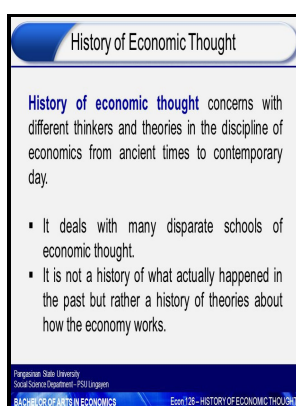 History of Economic Thought
History of economic thought concerns with
different thinkers and theories in the discipline of
economics from ancient times to contemporary
day.
▪ It deals with many disparate schools of
economic thought.
▪ It is not a history of what actually happened in
the past but rather a history of theories about
how the economy works.
Pangasinan State University
Social Science Department – PSU Lingayen
BACHELOR OF ARTS IN ECONOMICS
Econ 126 – HISTORY OF ECONOMIC THOUGHT